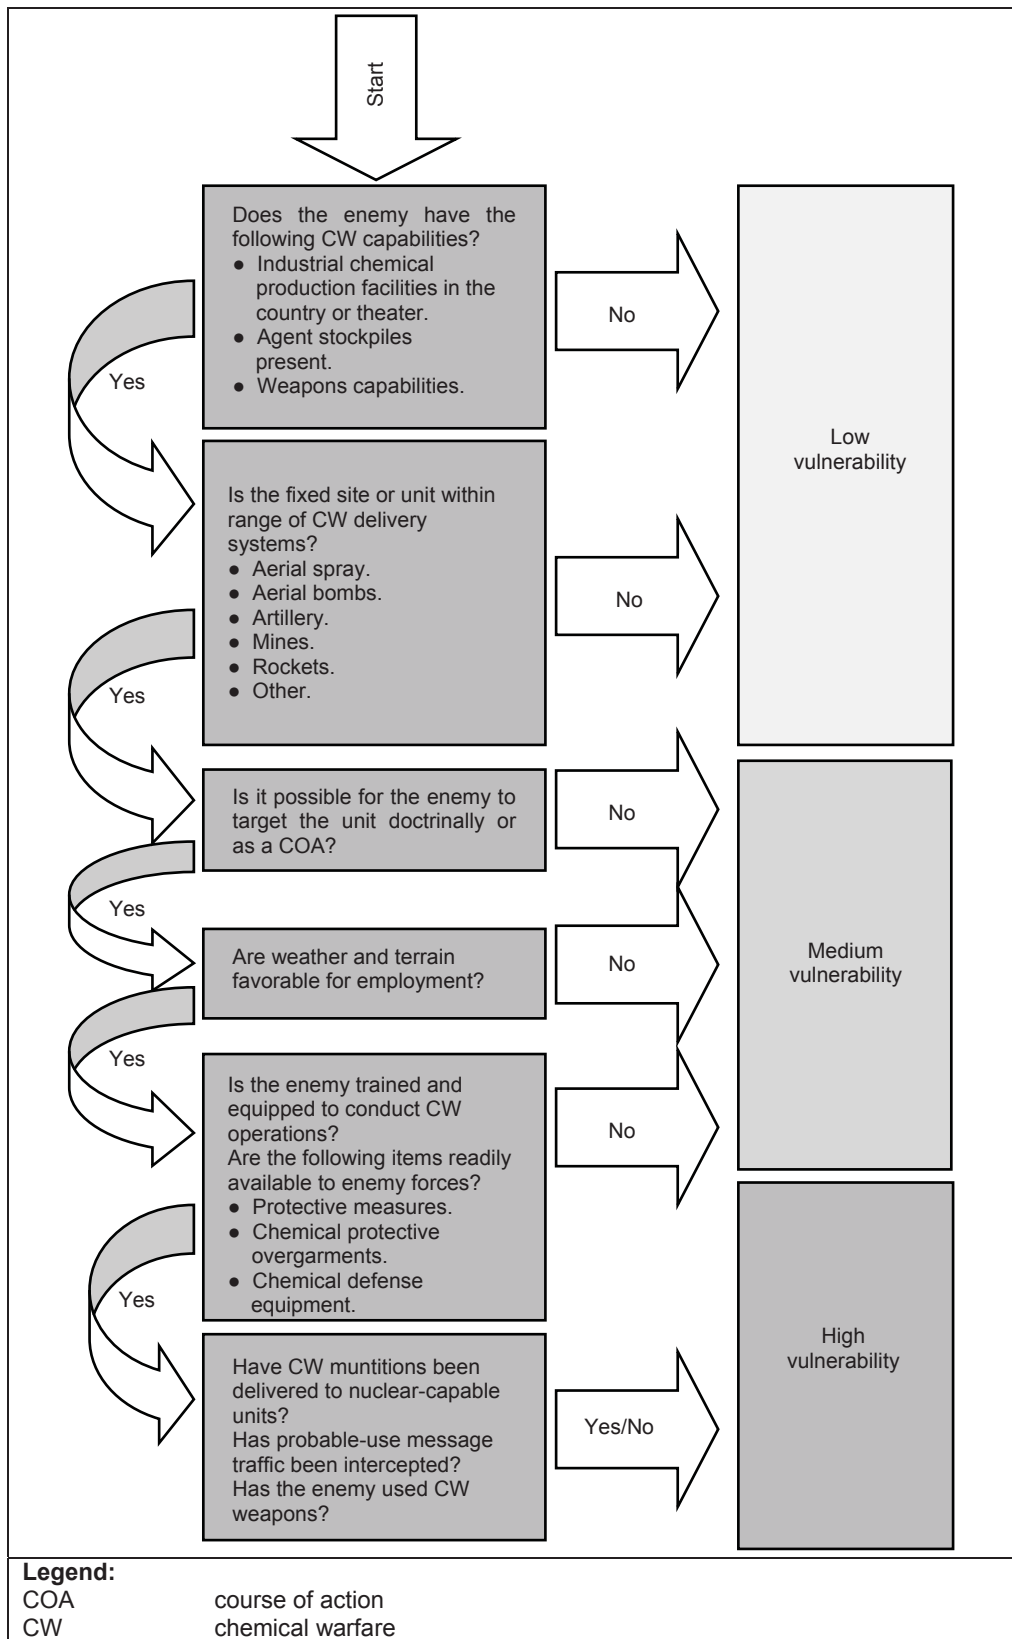 Start
Does the enemy have the
following CW capabilities?
● Industrial chemical
production facilities in the
country or theater.
● Agent stockpiles
present.
● Weapons capabilities.
No
Low
vulnerability
Yes
Is the fixed site or unit within
range of CW delivery
systems?
● Aerial spray.
● Aerial bombs.
● Artillery.
● Mines.
● Rockets.
● Other.
No
Yes
Is it possible for the enemy to
target the unit doctrinally or
as a COA?
No
Medium
vulnerability
Yes
Are weather and terrain
favorable for employment?
No
Yes
Is the enemy trained and
equipped to conduct CW
operations?
Are the following items readily
available to enemy forces?
● Protective measures.
● Chemical protective
overgarments.
● Chemical defense
equipment.
No
Yes
Have CW muntitions been
delivered to nuclear-capable
units?
Has probable-use message
traffic been intercepted?
Has the enemy used CW
weapons?
Yes/No
High
vulnerability
Legend:
COA course of action
CW chemical warfare